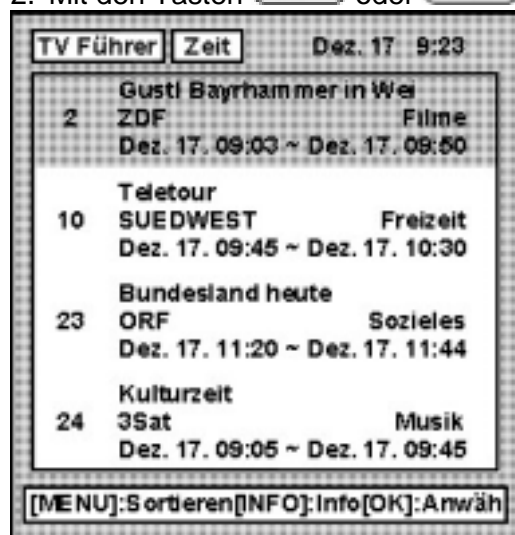 2. Mit den Tasten oder
TV Führer Zeit Dez. 17 9:23
Gustl Bayrhammer in Wei
2 ZDF Filme
Dez. 17. 09:03 ~ Dez. 17. 09:50
Teletour
10 SUEDWEST Freizeit
Dez. 17. 09:45 ~ Dez. 17. 10:30
Bundesland heute
23 ORF Sozieles
Dez. 17. 11:20 ~ Dez. 17. 11:44
Kulturzeit
24 3Sat Musik
Dez. 17. 09:05 ~ Dez. 17. 09:45
[MENU]:Sortieren[INFO]:Info[OK]:Anwäh